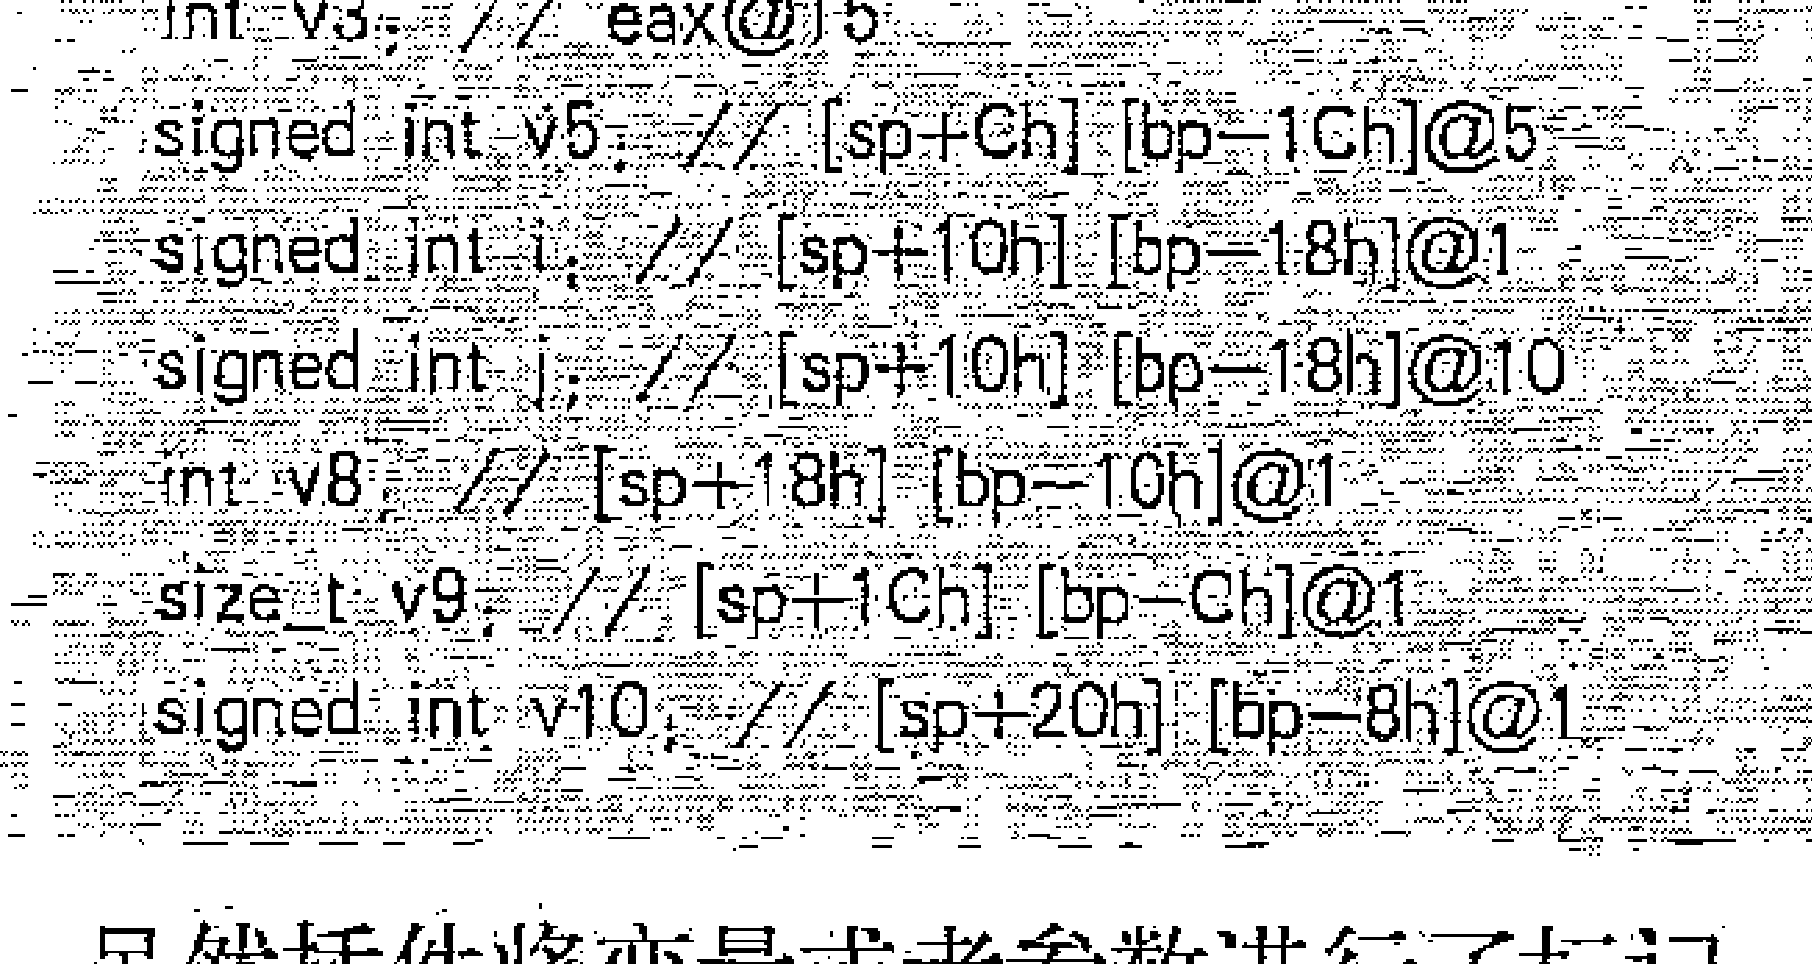 int v3; // eax@15
signed int v5; // [sp+Ch] [bp-1Ch]@5
signed int i; // [sp+10h] [bp-18h]@1
signed int j; // [sp+10h] [bp-18h]@10
int v8; // [sp+18h] [bp-10h]@1
size_t v9; // [sp+1Ch] [bp-Ch]@1
signed int v10; // [sp+20h] [bp-8h]@1